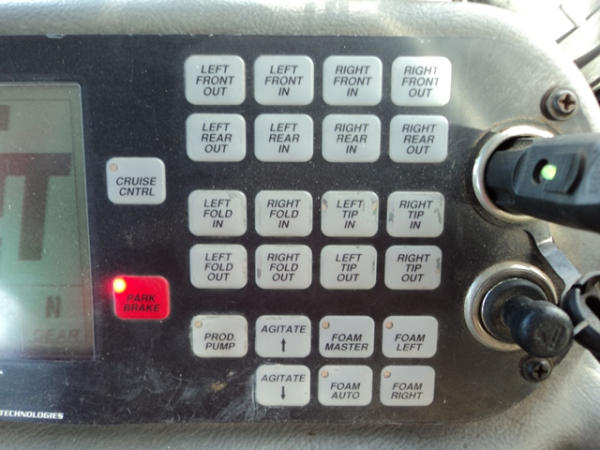 LEFT FRONT OUT
LEFT FRONT IN
RIGHT FRONT IN
RIGHT FRONT OUT
LEFT REAR OUT
LEFT REAR IN
RIGHT REAR IN
RIGHT REAR OUT
CRUISE CNTRL
LEFT FOLD IN
RIGHT FOLD IN
LEFT TIP IN
RIGHT TIP IN
LEFT FOLD OUT
RIGHT FOLD OUT
LEFT TIP OUT
RIGHT TIP OUT
PARK BRAKE
N
GEAR
PROD. PUMP
AGITATE ↑
FOAM MASTER
FOAM LEFT
AGITATE ↓
FOAM AUTO
FOAM RIGHT
TECHNOLOGIES